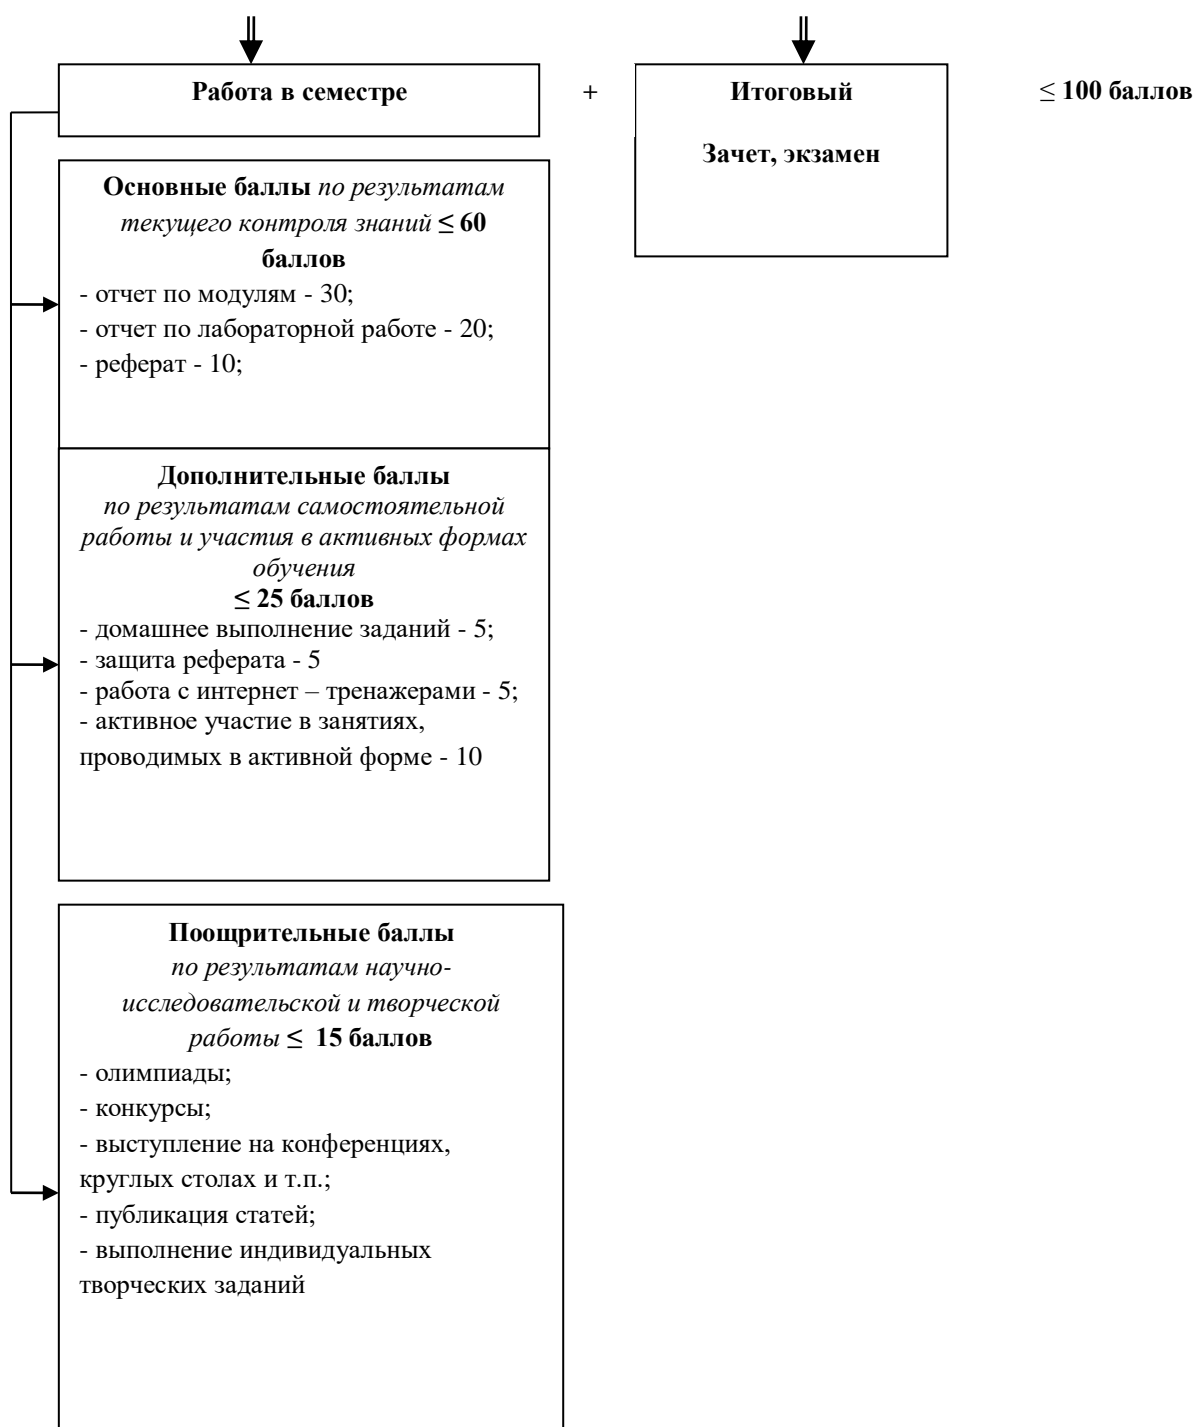 Работа в семестре
+
Итоговый
≤ 100 баллов
Зачет, экзамен
Основные баллы по результатам
текущего контроля знаний ≤ 60
баллов
- отчет по модулям - 30;
- отчет по лабораторной работе - 20;
- реферат - 10;
Дополнительные баллы
по результатам самостоятельной
работы и участия в активных формах
обучения
≤ 25 баллов
- домашнее выполнение заданий - 5;
- защита реферата - 5
- работа с интернет – тренажерами - 5;
- активное участие в занятиях,
проводимых в активной форме - 10
Поощрительные баллы
по результатам научно-
исследовательской и творческой
работы ≤ 15 баллов
- олимпиады;
- конкурсы;
- выступление на конференциях,
круглых столах и т.п.;
- публикация статей;
- выполнение индивидуальных
творческих заданий